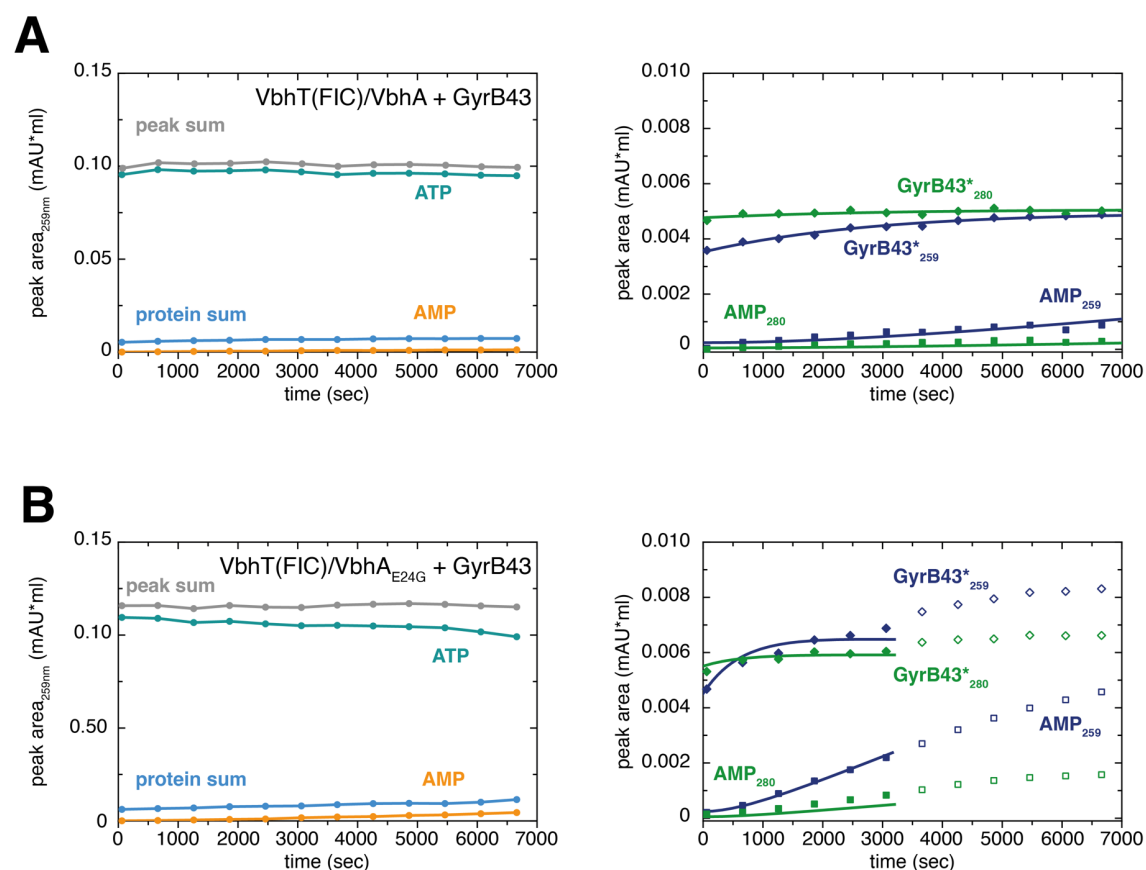 A
0.15
0.10
0.05
0
peak area259nm (mAU*ml)
VbhT(FIC)/VbhA + GyrB43
peak sum
ATP
protein sum
AMP
0 1000 2000 3000 4000 5000 6000 7000
time (sec)
0.010
0.008
0.006
0.004
0.002
0
peak area (mAU*ml)
GyrB43*280
GyrB43*259
AMP280
AMP259
0 1000 2000 3000 4000 5000 6000 7000
time (sec)
B
0.15
0.10
0.50
0
peak area259nm (mAU*ml)
VbhT(FIC)/VbhAE24G + GyrB43
peak sum
ATP
protein sum
AMP
0 1000 2000 3000 4000 5000 6000 7000
time (sec)
0.010
0.008
0.006
0.004
0.002
0
peak area (mAU*ml)
GyrB43*259
GyrB43*280
AMP259
AMP280
0 1000 2000 3000 4000 5000 6000 7000
time (sec)